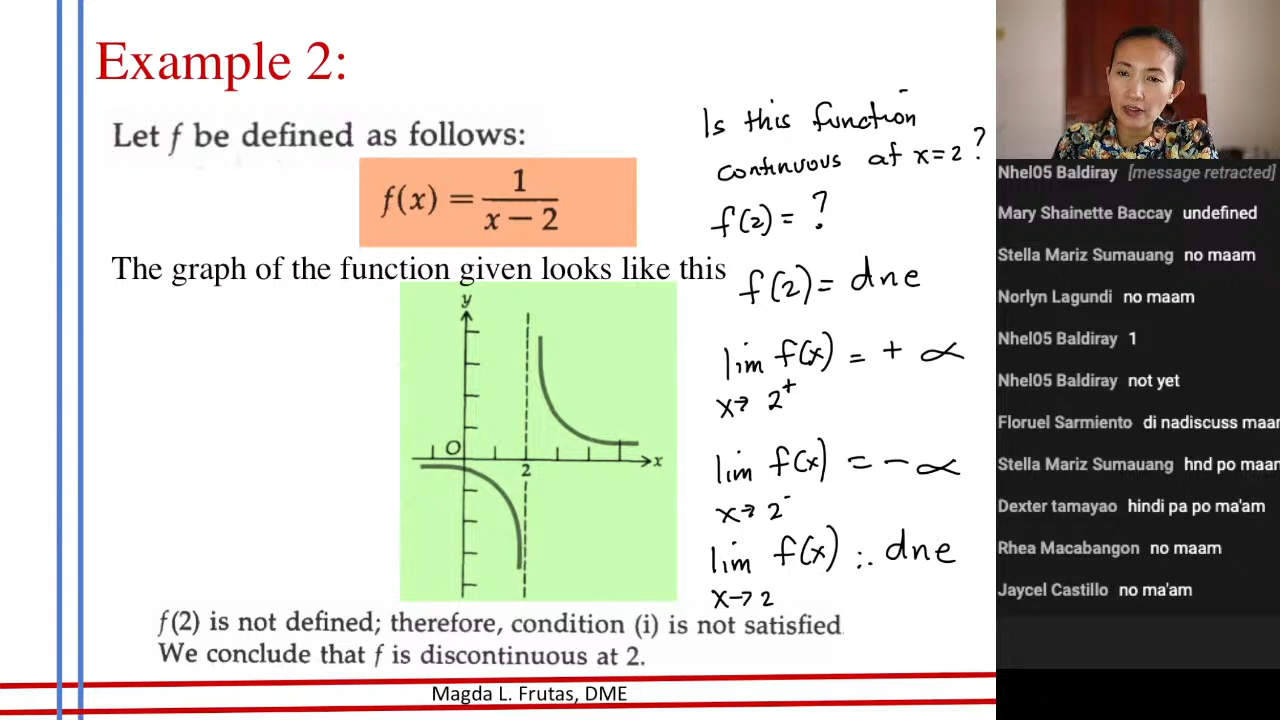 Example 2:
Let f be defined as follows:
f(x) = 1/(x − 2)
The graph of the function given looks like this
y
O
2
x
f(2) is not defined; therefore, condition (i) is not satisfied
We conclude that f is discontinuous at 2.
Magda L. Frutas, DME
Is this function
continuous at x=2 ?
f(2) = ?
f(2) = dne
lim f(x) = + ∝
x→ 2⁺
lim f(x) = − ∝
x→ 2⁻
lim f(x) ∴ dne
x→2
Nhel05 Baldiray [message retracted]
Mary Shainette Baccay undefined
Stella Mariz Sumauang no maam
Norlyn Lagundi no maam
Nhel05 Baldiray 1
Nhel05 Baldiray not yet
Floruel Sarmiento di nadiscuss maan
Stella Mariz Sumauang hnd po maan
Dexter tamayao hindi pa po ma'am
Rhea Macabangon no maam
Jaycel Castillo no ma'am